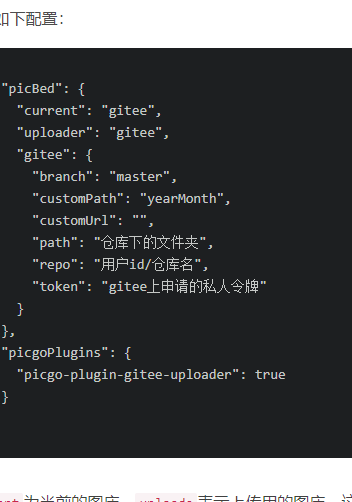 如下配置：
"picBed": {
"current": "gitee",
"uploader": "gitee",
"gitee": {
"branch": "master",
"customPath": "yearMonth",
"customUrl": "",
"path": "仓库下的文件夹",
"repo": "用户id/仓库名",
"token": "gitee上申请的私人令牌"
}
},
"picgoPlugins": {
"picgo-plugin-gitee-uploader": true
}